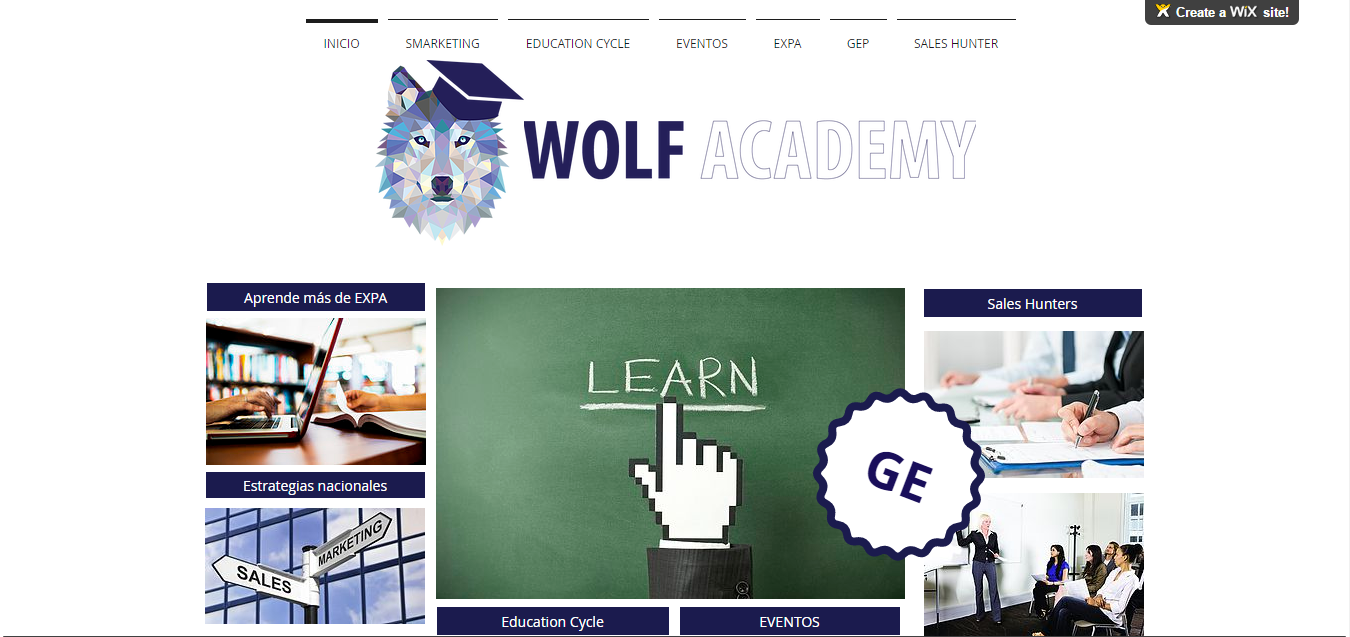 Create a WiX site!
INICIO
SMARKETING
EDUCATION CYCLE
EVENTOS
EXPA
GEP
SALES HUNTER
WOLF ACADEMY
Aprende más de EXPA
Estrategias nacionales
SALES
MARKETING
LEARN
GE
Sales Hunters
Education Cycle
EVENTOS